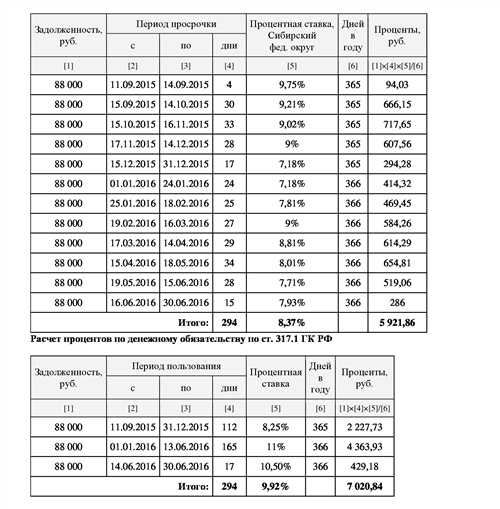 Задолженность, руб. Период просрочки Процентная ставка, Сибирский фед. округ Дней в году Проценты, руб.
с по дни
[1] [2] [3] [4] [5] [6] [1]×[4]×[5]/[6]
88 000 11.09.2015 14.09.2015 4 9,75% 365 94,03
88 000 15.09.2015 14.10.2015 30 9,21% 365 666,15
88 000 15.10.2015 16.11.2015 33 9,02% 365 717,65
88 000 17.11.2015 14.12.2015 28 9% 365 607,56
88 000 15.12.2015 31.12.2015 17 7,18% 365 294,28
88 000 01.01.2016 24.01.2016 24 7,18% 366 414,32
88 000 25.01.2016 18.02.2016 25 7,81% 366 469,45
88 000 19.02.2016 16.03.2016 27 9% 366 584,26
88 000 17.03.2016 14.04.2016 29 8,81% 366 614,29
88 000 15.04.2016 18.05.2016 34 8,01% 366 654,81
88 000 19.05.2016 15.06.2016 28 7,71% 366 519,06
88 000 16.06.2016 30.06.2016 15 7,93% 366 286
Итого: 294 8,37% 5 921,86
Расчет процентов по денежному обязательству по ст. 317.1 ГК РФ
Задолженность, руб. Период пользования Процентная ставка Дней в году Проценты, руб.
с по дни
[1] [2] [3] [4] [5] [6] [1]×[4]×[5]/[6]
88 000 11.09.2015 31.12.2015 112 8,25% 365 2 227,73
88 000 01.01.2016 13.06.2016 165 11% 366 4 363,93
88 000 14.06.2016 30.06.2016 17 10,50% 366 429,18
Итого: 294 9,92% 7 020,84